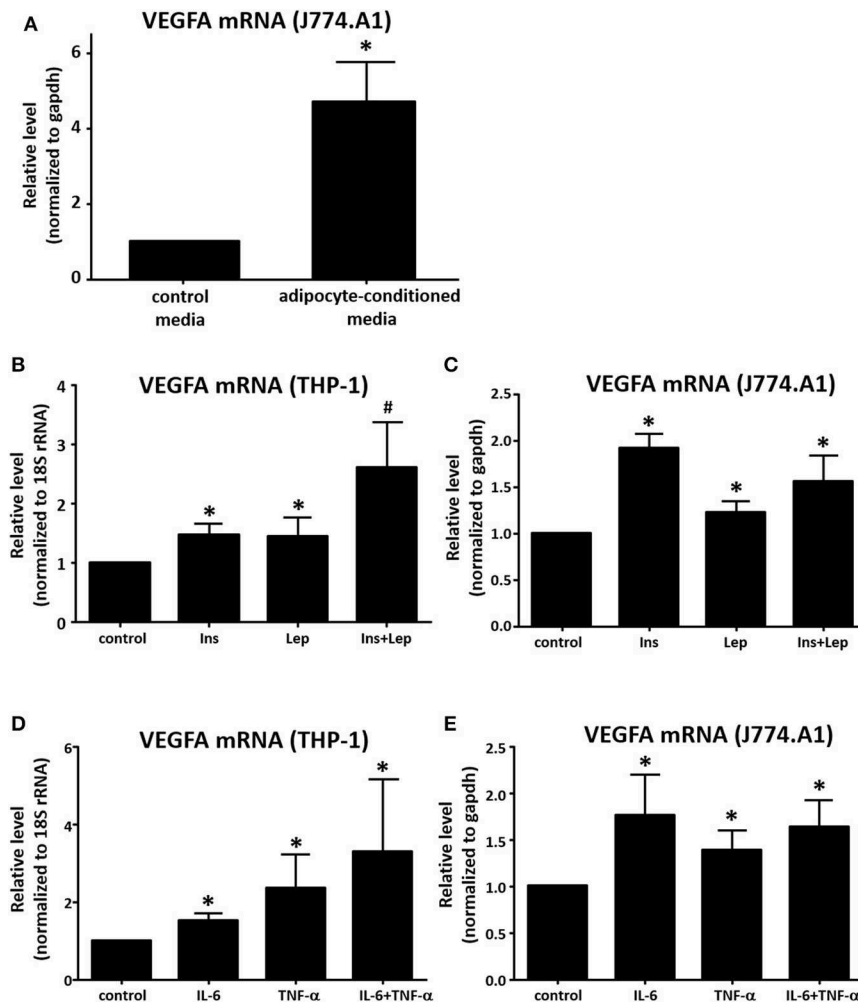 A
VEGFA mRNA (J774.A1)
Relative level
(normalized to gapdh)
6
4
2
0
*
control
media
adipocyte-conditioned
media
B
VEGFA mRNA (THP-1)
Relative level
(normalized to 18S rRNA)
4
3
2
1
0
*
*
#
control
Ins
Lep
Ins+Lep
C
VEGFA mRNA (J774.A1)
Relative level
(normalized to gapdh)
2.5
2.0
1.5
1.0
0.5
0.0
*
*
*
control
Ins
Lep
Ins+Lep
D
VEGFA mRNA (THP-1)
Relative level
(normalized to 18S rRNA)
6
4
2
0
*
*
*
control
IL-6
TNF-α
IL-6+TNF-α
E
VEGFA mRNA (J774.A1)
Relative level
(normalized to gapdh)
2.5
2.0
1.5
1.0
0.5
0.0
*
*
*
control
IL-6
TNF-α
IL-6+TNF-α